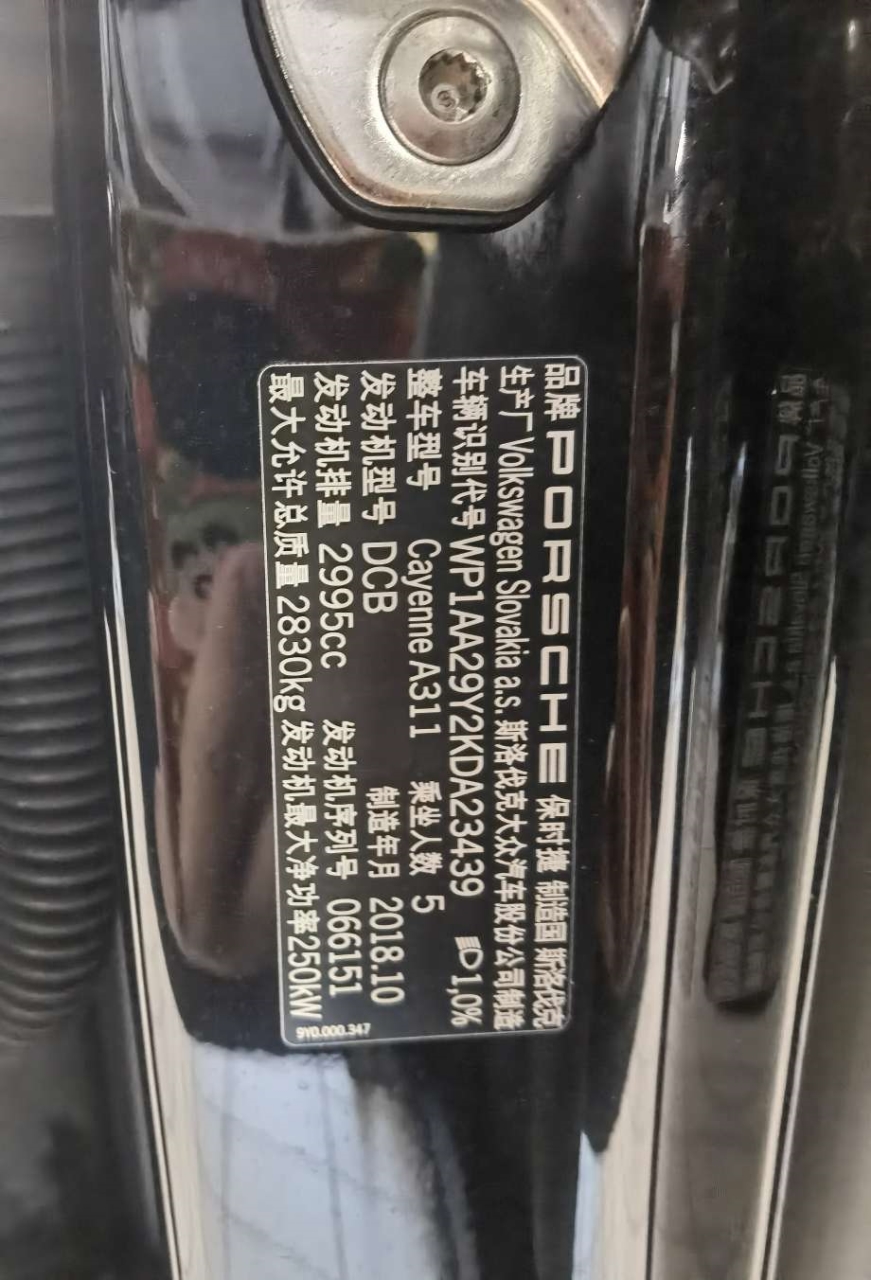 品牌 PORSCHE 保时捷 制造国 斯洛伐克
生产厂 Volkswagen Slovakia a.s. 斯洛伐克大众汽车股份公司制造
车辆识别代号 WP1AA29Y2KDA23439 1,0%
整车型号 Cayenne A311 乘坐人数 5
发动机型号 DCB 制造年月 2018.10
发动机排量 2995cc 发动机序列号 066151
最大允许总质量 2830kg 发动机最大净功率250kW
9Y0.000.347